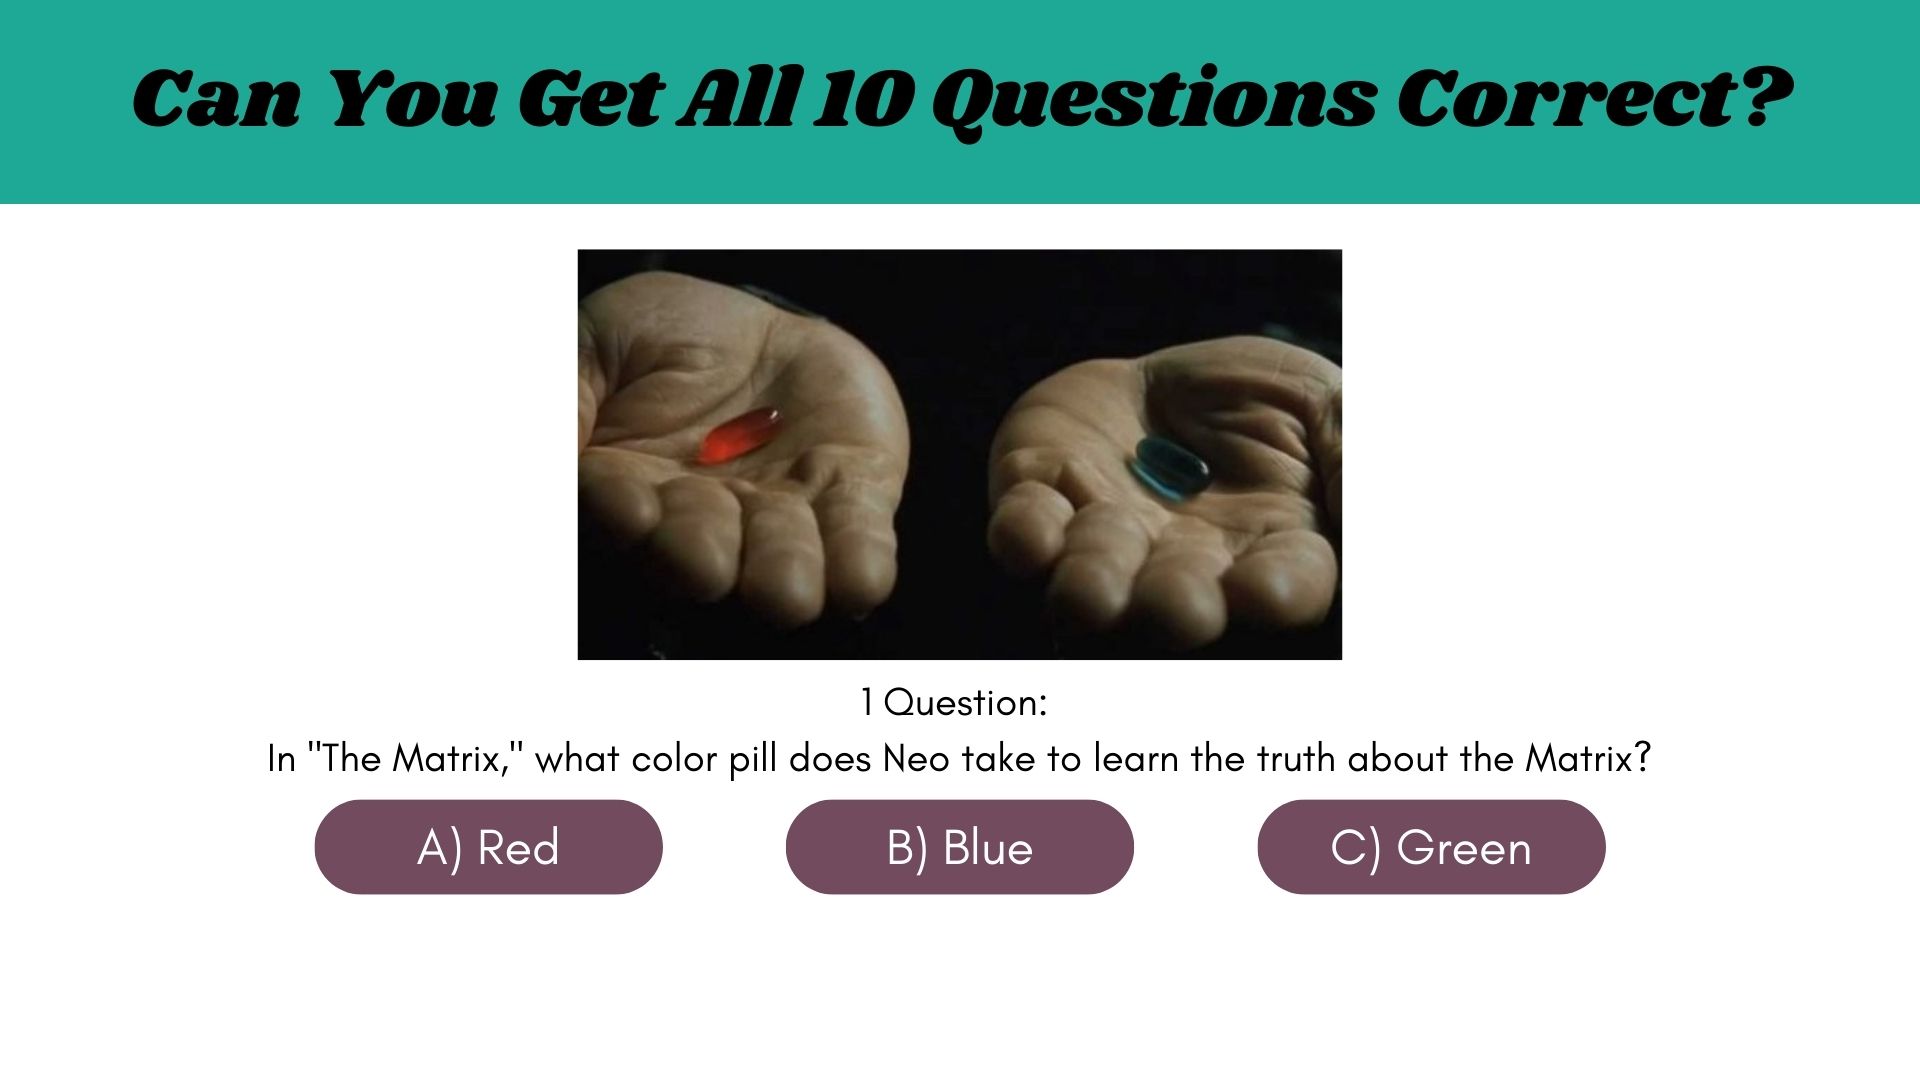 Can You Get All 10 Questions Correct?
1 Question:
In "The Matrix," what color pill does Neo take to learn the truth about the Matrix?
A) Red
B) Blue
C) Green